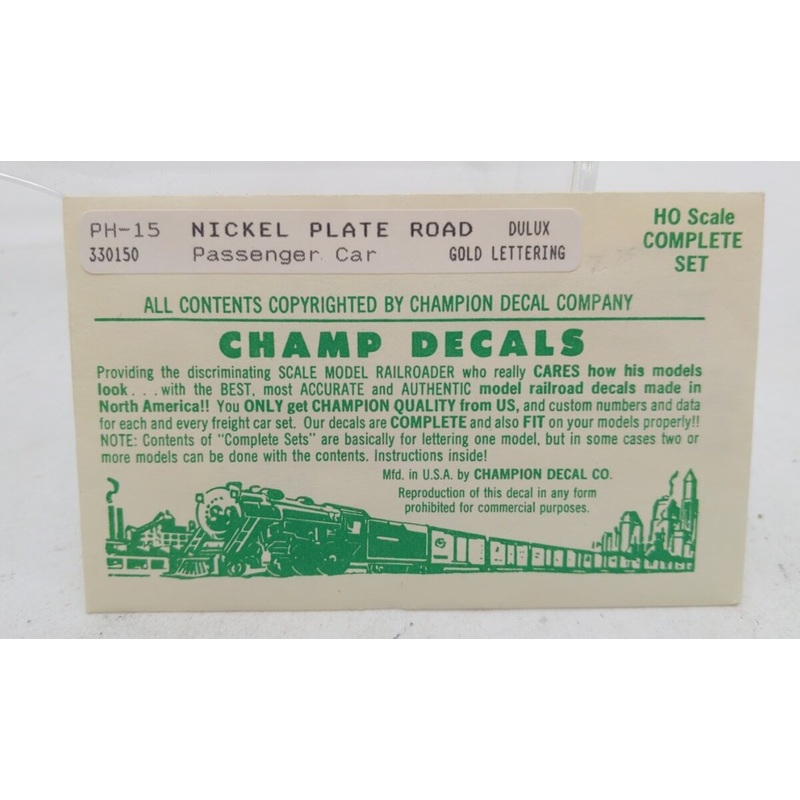 PH-15 NICKEL PLATE ROAD DULUX
330150 Passenger Car GOLD LETTERING
HO Scale
COMPLETE
SET
ALL CONTENTS COPYRIGHTED BY CHAMPION DECAL COMPANY
CHAMP DECALS
Providing the discriminating SCALE MODEL RAILROADER who really CARES how his models
look. . . with the BEST, most ACCURATE and AUTHENTIC model railroad decals made in
North America!! You ONLY get CHAMPION QUALITY from US, and custom numbers and data
for each and every freight car set. Our decals are COMPLETE and also FIT on your models properly!!
NOTE: Contents of "Complete Sets" are basically for lettering one model, but in some cases two or
more models can be done with the contents. Instructions inside!
Mfd. in U.S.A. by CHAMPION DECAL CO.
Reproduction of this decal in any form
prohibited for commercial purposes.